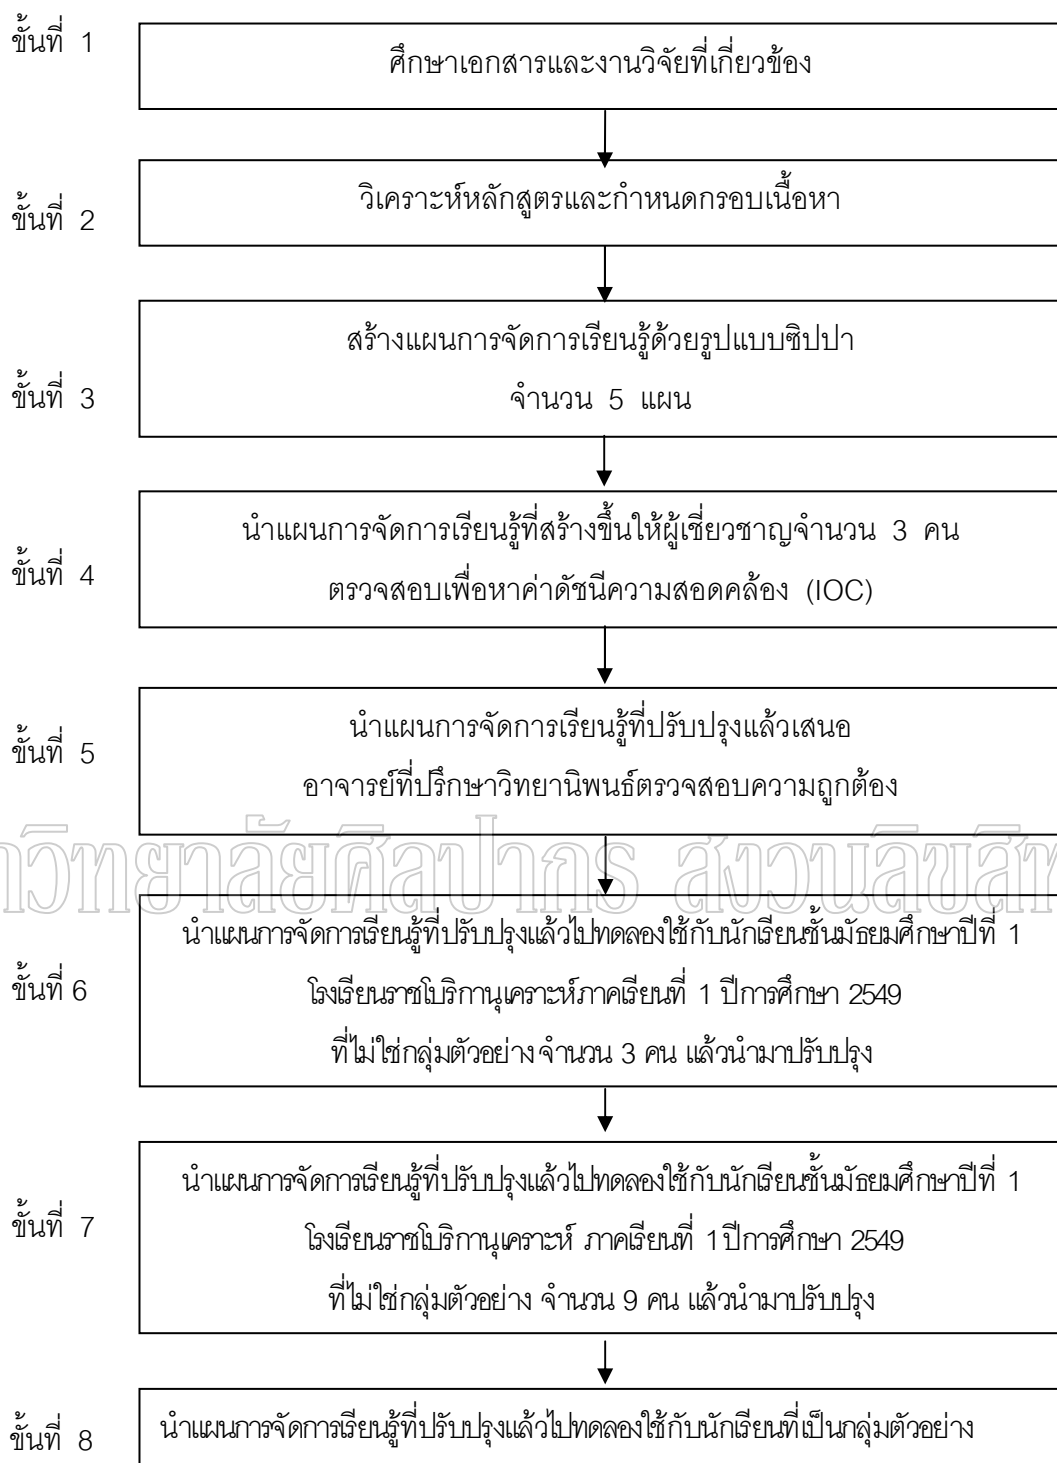 ขั้นที่ 1
ศึกษาเอกสารและงานวิจัยที่เกี่ยวข้อง
ขั้นที่ 2
วิเคราะห์หลักสูตรและกำหนดกรอบเนื้อหา
ขั้นที่ 3
สร้างแผนการจัดการเรียนรู้ด้วยรูปแบบซิปปา
จำนวน 5 แผน
ขั้นที่ 4
นำแผนการจัดการเรียนรู้ที่สร้างขึ้นให้ผู้เชี่ยวชาญจำนวน 3 คน
ตรวจสอบเพื่อหาค่าดัชนีความสอดคล้อง (IOC)
ขั้นที่ 5
นำแผนการจัดการเรียนรู้ที่ปรับปรุงแล้วเสนอ
อาจารย์ที่ปรึกษาวิทยานิพนธ์ตรวจสอบความถูกต้อง
าวิทยาลัยศิลปากร สงวนลิขสิท
ขั้นที่ 6
นำแผนการจัดการเรียนรู้ที่ปรับปรุงแล้วไปทดลองใช้กับนักเรียนชั้นมัธยมศึกษาปีที่ 1
โรงเรียนราชโบริกานุเคราะห์ภาคเรียนที่ 1 ปีการศึกษา 2549
ที่ไม่ใช่กลุ่มตัวอย่าง จำนวน 3 คน แล้วนำมาปรับปรุง
ขั้นที่ 7
นำแผนการจัดการเรียนรู้ที่ปรับปรุงแล้วไปทดลองใช้กับนักเรียนชั้นมัธยมศึกษาปีที่ 1
โรงเรียนราชโบริกานุเคราะห์ ภาคเรียนที่ 1 ปีการศึกษา 2549
ที่ไม่ใช่กลุ่มตัวอย่าง จำนวน 9 คน แล้วนำมาปรับปรุง
ขั้นที่ 8
นำแผนการจัดการเรียนรู้ที่ปรับปรุงแล้วไปทดลองใช้กับนักเรียนที่เป็นกลุ่มตัวอย่าง